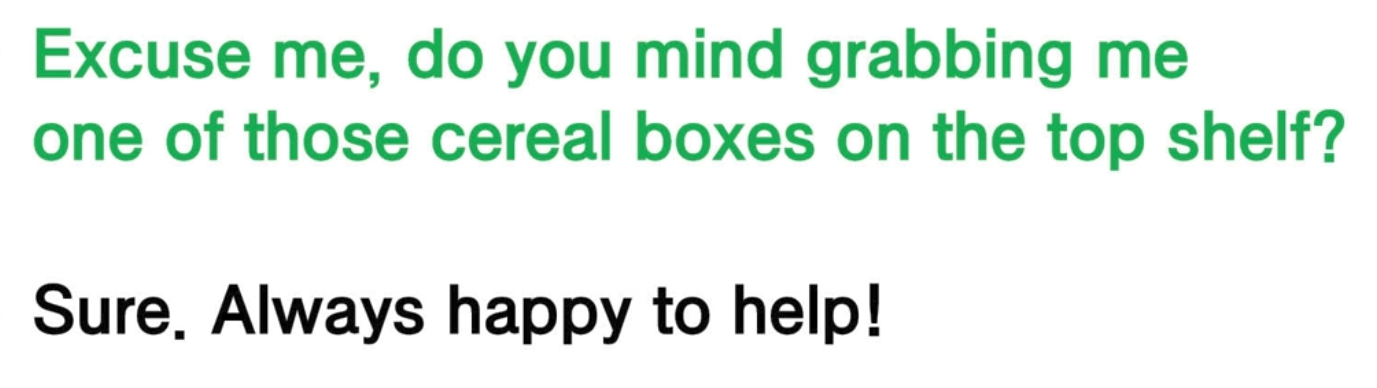 Excuse me, do you mind grabbing me
one of those cereal boxes on the top shelf?
Sure. Always happy to help!